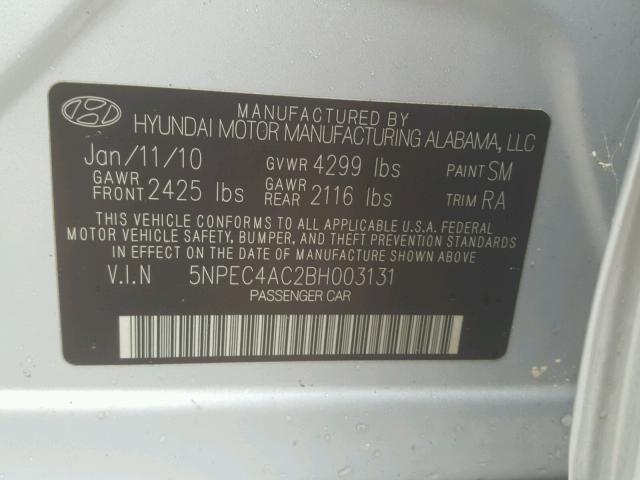 MANUFACTURED BY
HYUNDAI MOTOR MANUFACTURING ALABAMA, LLC
Jan/11/10 GVWR 4299 lbs PAINT SM
GAWR FRONT 2425 lbs GAWR REAR 2116 lbs TRIM RA
THIS VEHICLE CONFORMS TO ALL APPLICABLE U.S.A. FEDERAL
MOTOR VEHICLE SAFETY, BUMPER, AND THEFT PREVENTION STANDARDS
IN EFFECT ON THE DATE OF MANUFACTURE SHOWN ABOVE.
V.I.N 5NPEC4AC2BH003131
PASSENGER CAR